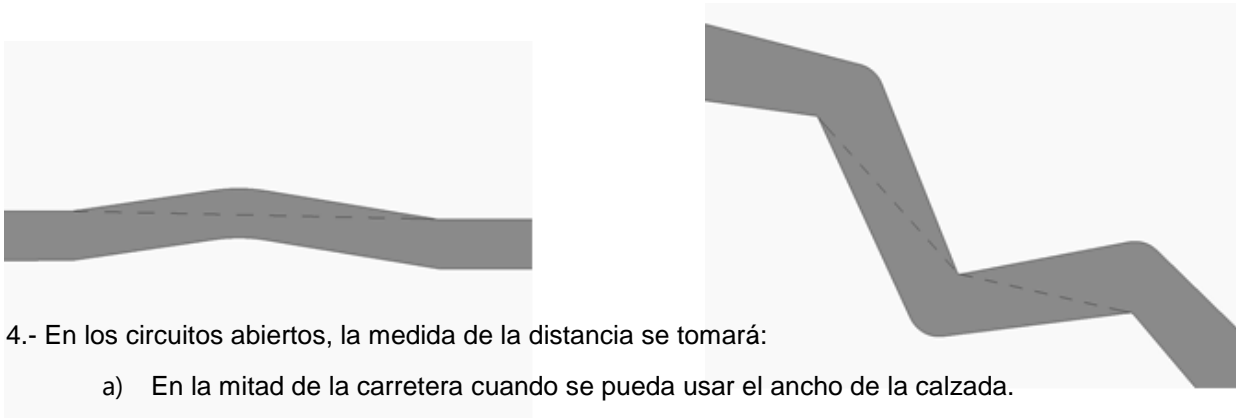 4.- En los circuitos abiertos, la medida de la distancia se tomará:
a) En la mitad de la carretera cuando se pueda usar el ancho de la calzada.